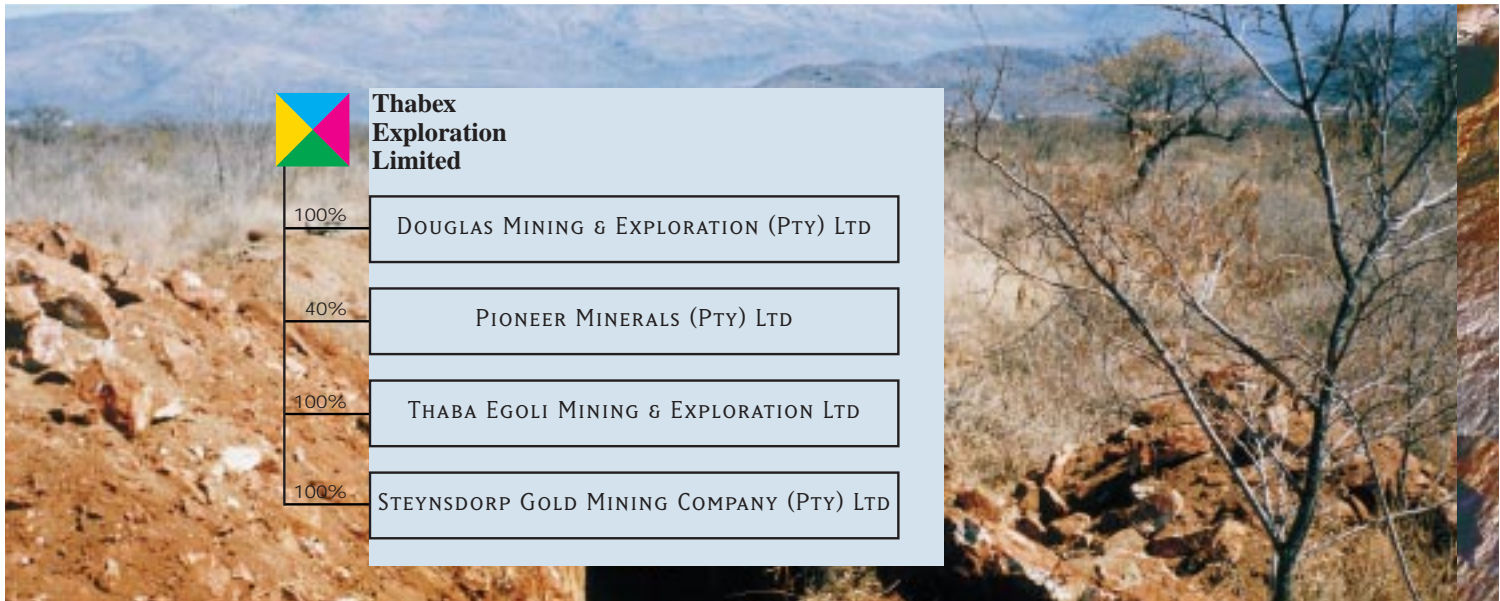 Thabex
Exploration
Limited
100%
Douglas Mining & Exploration (Pty) Ltd
40%
Pioneer Minerals (Pty) Ltd
100%
Thaba Egoli Mining & Exploration Ltd
100%
Steynsdorp Gold Mining Company (Pty) Ltd